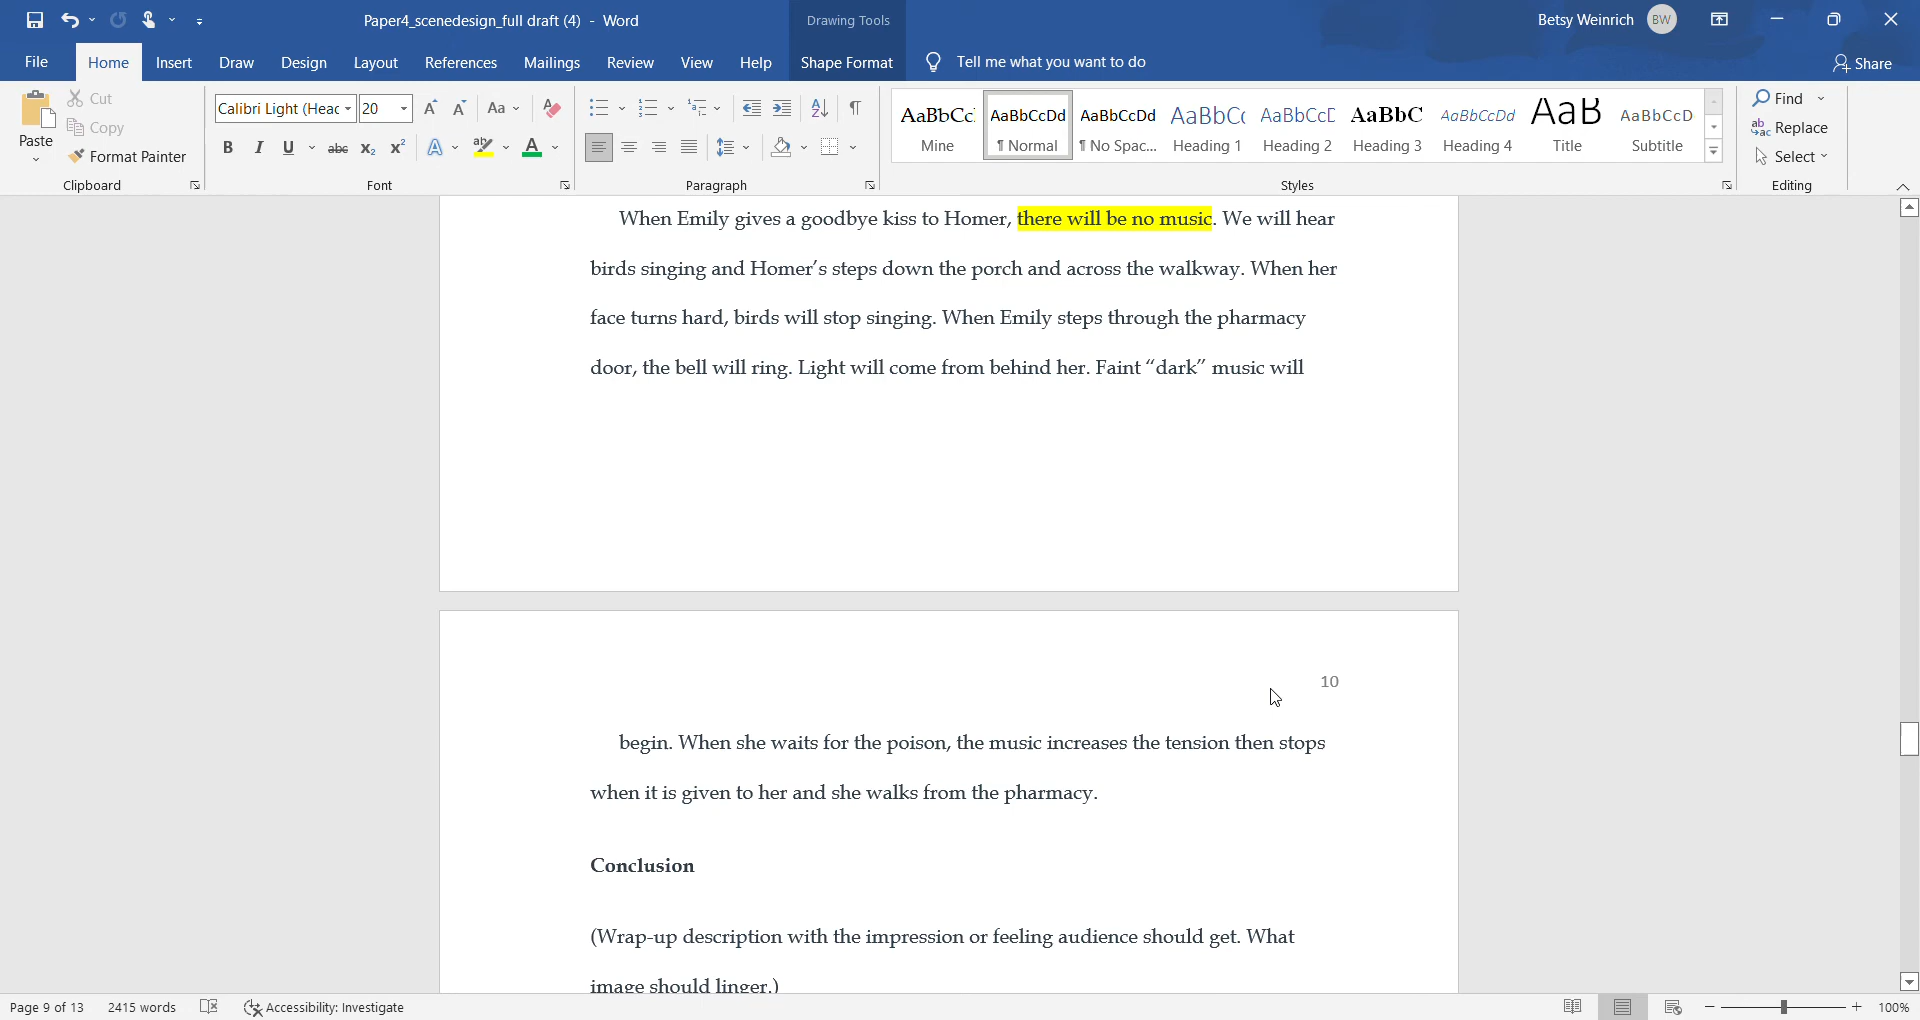 Paper4_scenedesign_full draft (4) - Word
Drawing Tools
Betsy Weinrich
BW
File
Home
Insert
Draw
Design
Layout
References
Mailings
Review
View
Help
Shape Format
Tell me what you want to do
Share
Paste
Cut
Copy
Format Painter
Clipboard
Calibri Light (Heac
20
Aa
B I U abc x₂ x² A ab A
Font
Paragraph
AaBbCc
AaBbCcDd
AaBbCcDd
AaBbCc
AaBbCcD
AaBbC
AaBbCcDd
AaB
AaBbCcD
Mine
¶ Normal
¶ No Spac...
Heading 1
Heading 2
Heading 3
Heading 4
Title
Subtitle
Styles
Find
Replace
Select
Editing
When Emily gives a goodbye kiss to Homer, there will be no music. We will hear
birds singing and Homer’s steps down the porch and across the walkway. When her
face turns hard, birds will stop singing. When Emily steps through the pharmacy
door, the bell will ring. Light will come from behind her. Faint “dark” music will
10
begin. When she waits for the poison, the music increases the tension then stops
when it is given to her and she walks from the pharmacy.
Conclusion
(Wrap-up description with the impression or feeling audience should get. What
image should linger.)
Page 9 of 13
2415 words
Accessibility: Investigate
100%